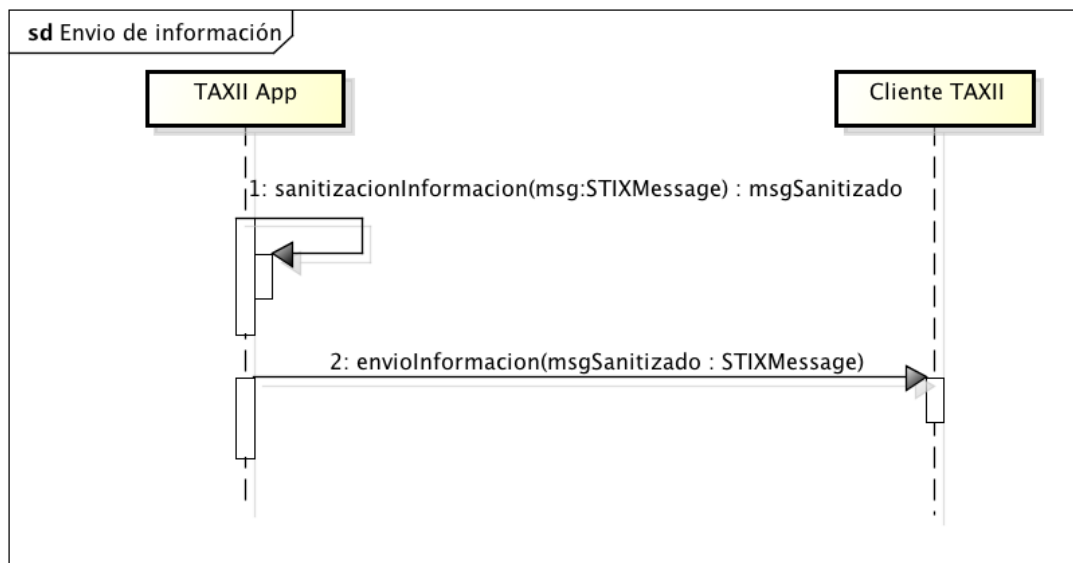 sd Envio de información
TAXII App
Cliente TAXII
1: sanitizacionInformacion(msg:STIXMessage) : msgSanitizado
2: envioInformacion(msgSanitizado : STIXMessage)